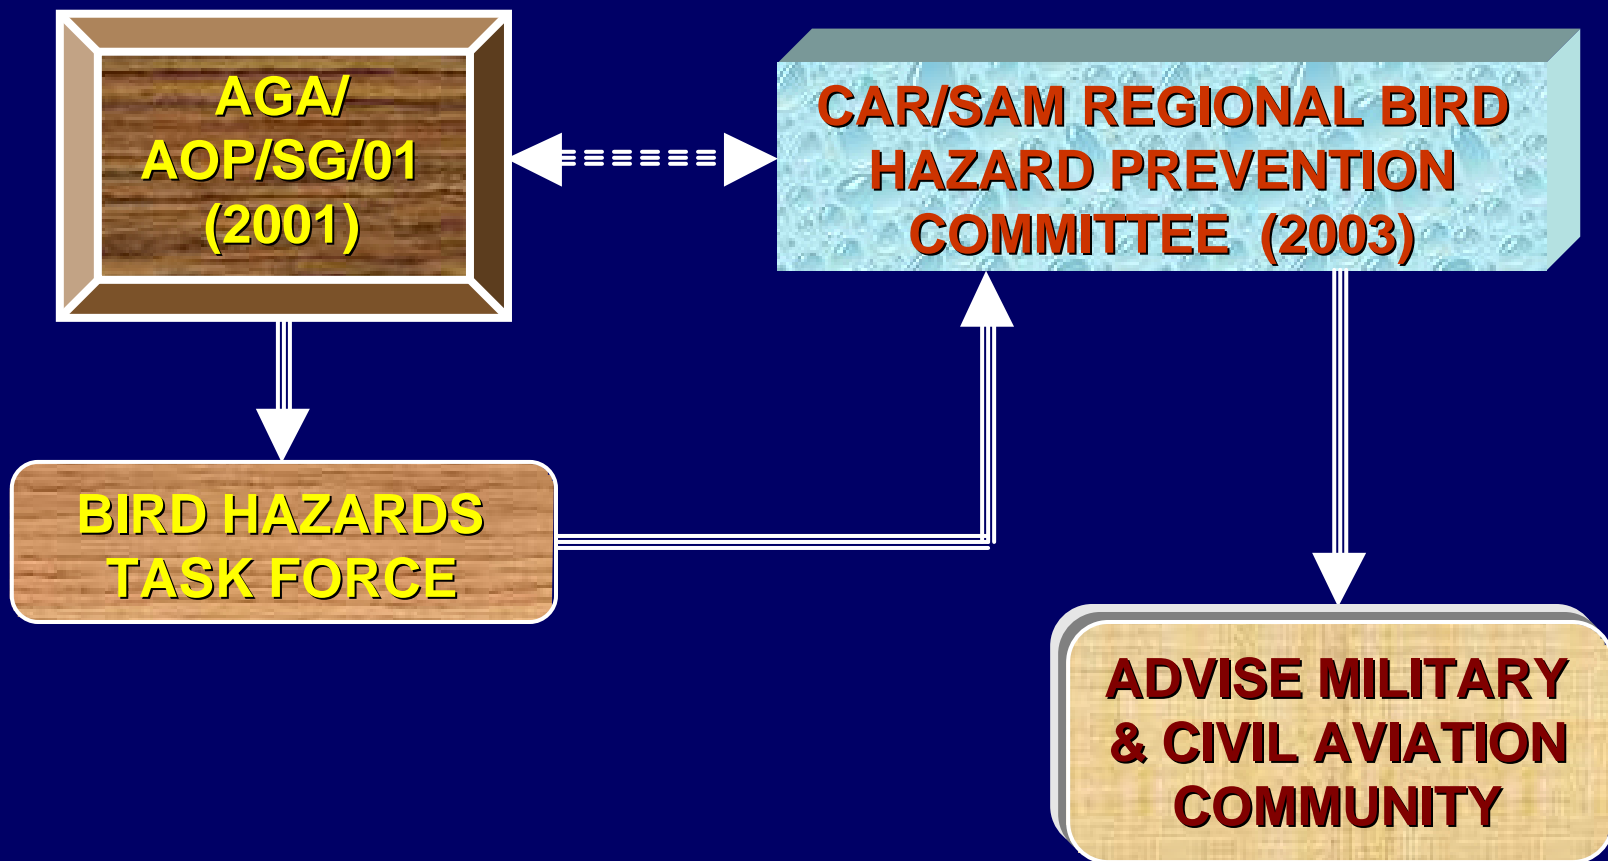 AGA/
AOP/SG/01
(2001)
CAR/SAM REGIONAL BIRD
HAZARD PREVENTION
COMMITTEE (2003)
BIRD HAZARDS
TASK FORCE
ADVISE MILITARY
& CIVIL AVIATION
COMMUNITY